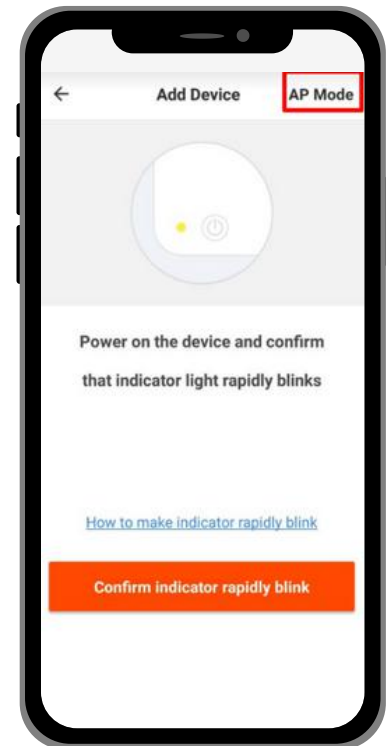 ← Add Device AP Mode
Power on the device and confirm
that indicator light rapidly blinks
How to make indicator rapidly blink
Confirm indicator rapidly blink